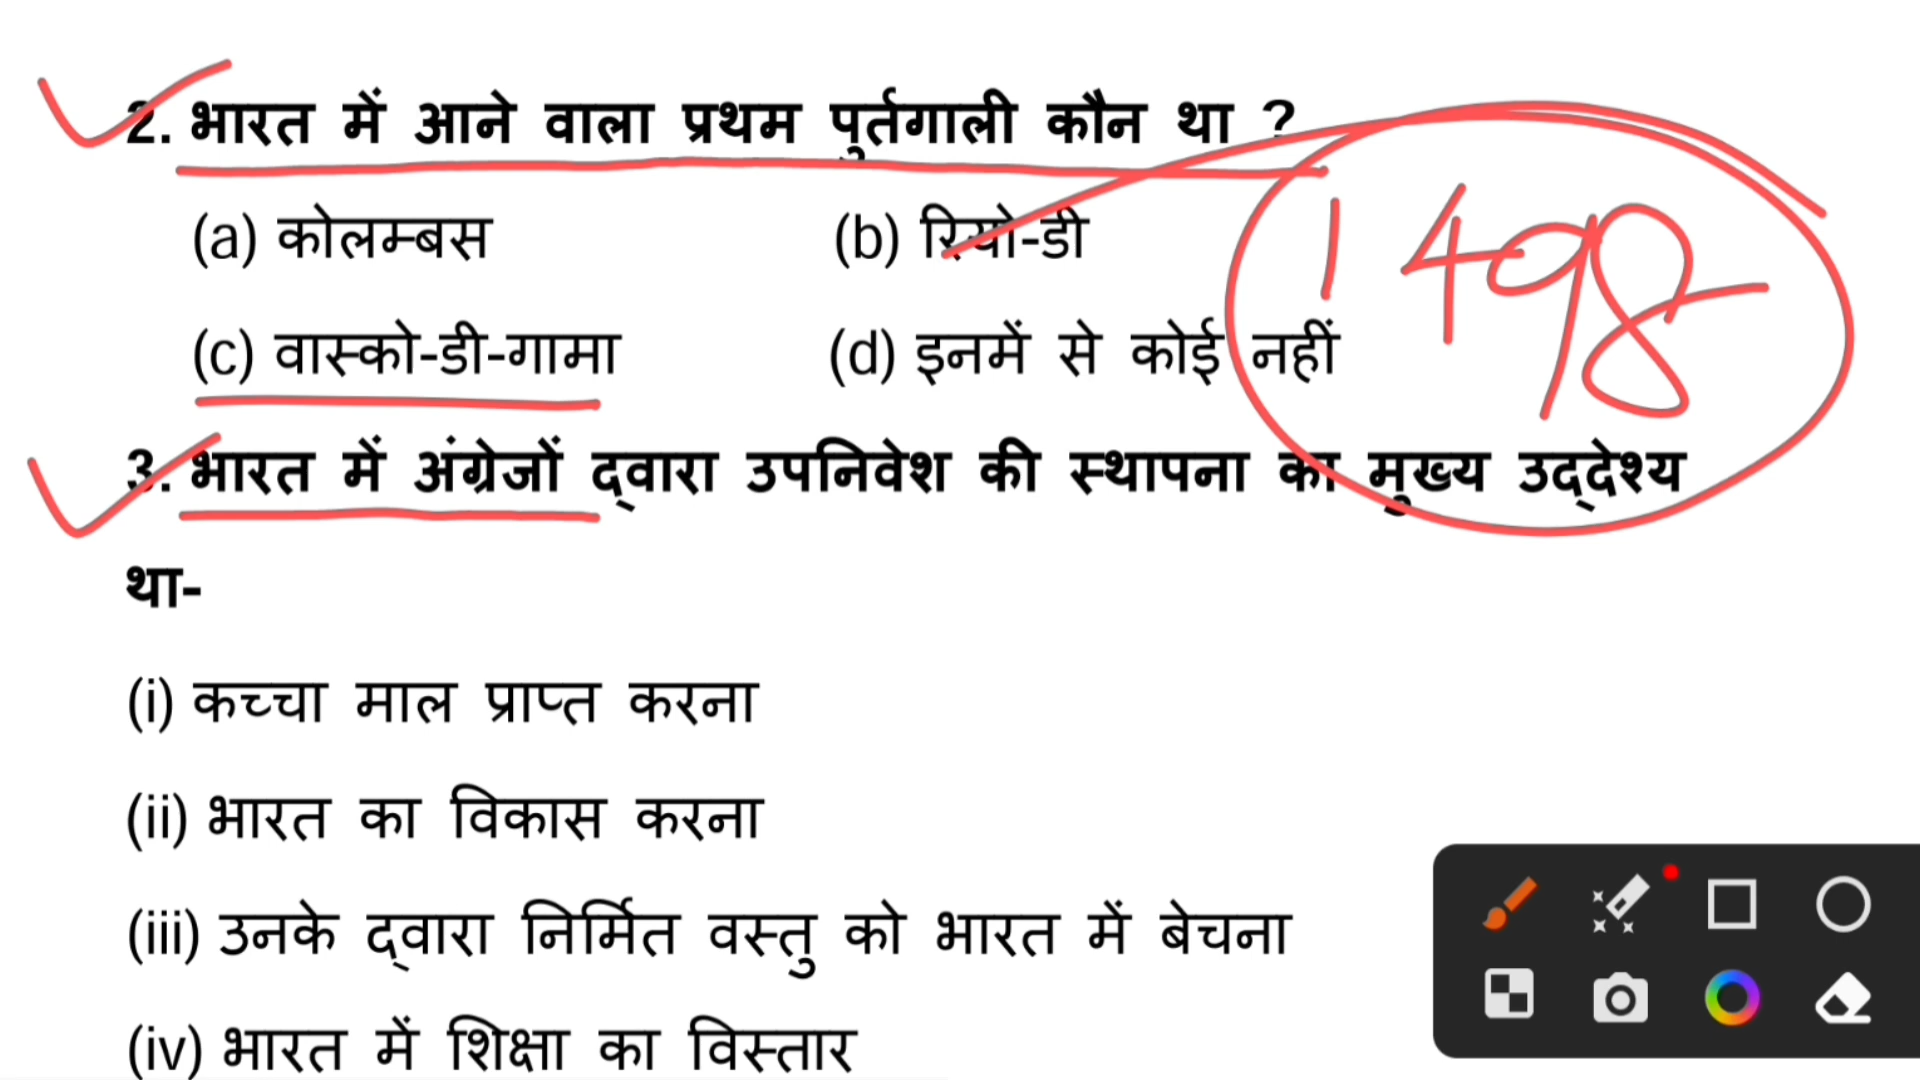 2. भारत में आने वाला प्रथम पुर्तगाली कौन था ?
(a) कोलम्बस (b) रियो-डी
(c) वास्को-डी-गामा (d) इनमें से कोई नहीं
1498
3. भारत में अंग्रेजों द्वारा उपनिवेश की स्थापना का मुख्य उद्देश्य
था-
(i) कच्चा माल प्राप्त करना
(ii) भारत का विकास करना
(iii) उनके द्वारा निर्मित वस्तु को भारत में बेचना
(iv) भारत में शिक्षा का विस्तार